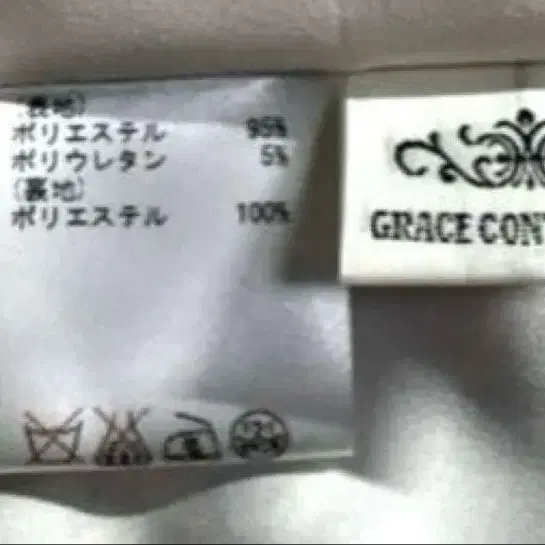 (表地)
ポリエステル 95%
ポリウレタン 5%
(裏地)
ポリエステル 100%
GRACE CON